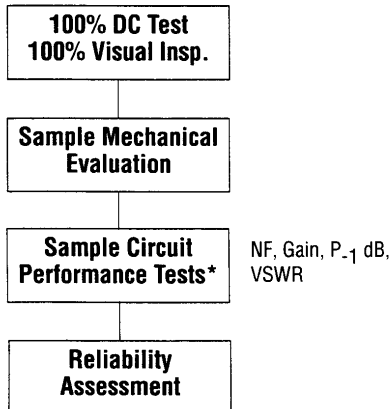 100% DC Test
100% Visual Insp.
Sample Mechanical
Evaluation
Sample Circuit
Performance Tests*
NF, Gain, P-1 dB,
VSWR
Reliability
Assessment